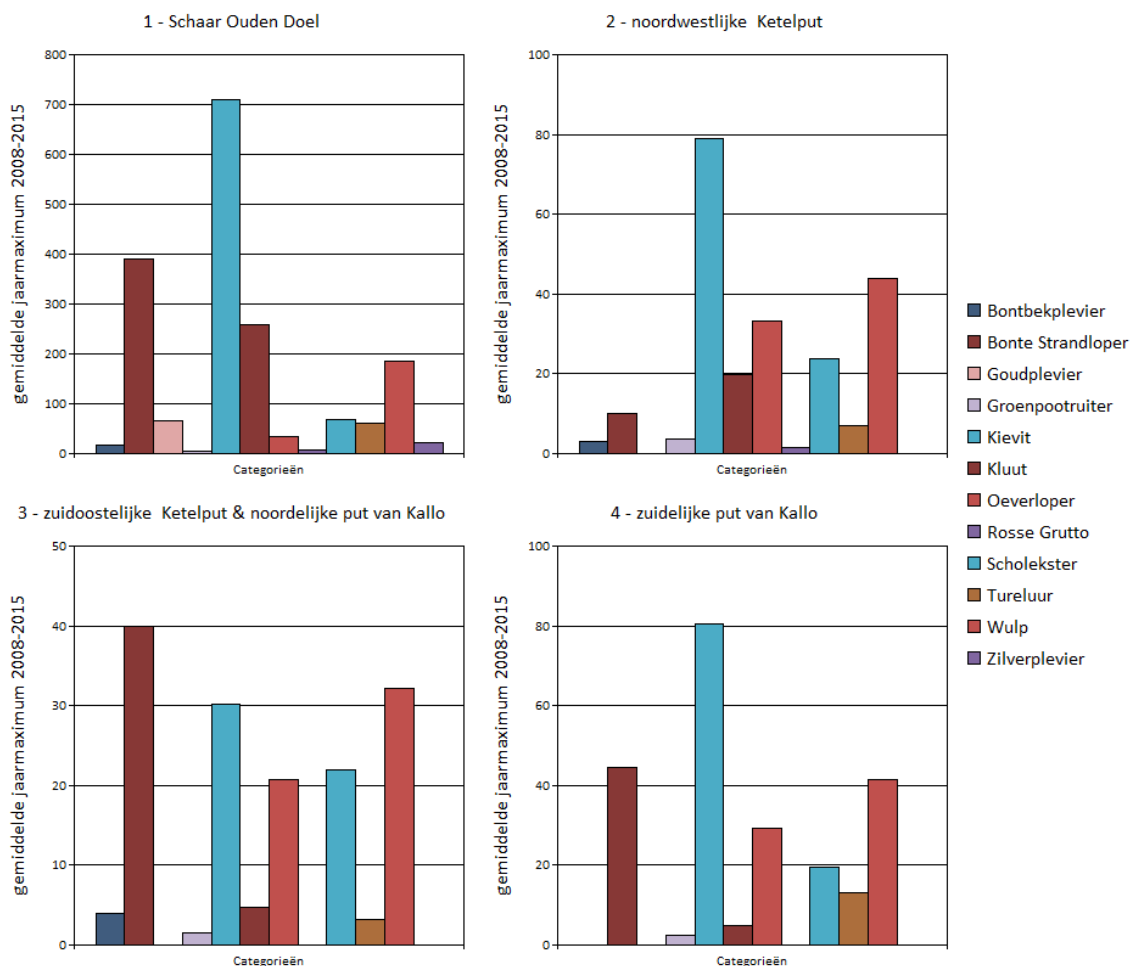 1 - Schaar Ouden Doel
gemiddelde jaarmaximum 2008-2015
800
700
600
500
400
300
200
100
0
Categorieën
2 - noordwestlijke Ketelput
gemiddelde jaarmaximum 2008-2015
100
80
60
40
20
0
Categorieën
3 - zuidoostelijke Ketelput & noordelijke put van Kallo
gemiddelde jaarmaximum 2008-2015
50
40
30
20
10
0
Categorieën
4 - zuidelijke put van Kallo
gemiddelde jaarmaximum 2008-2015
100
80
60
40
20
0
Categorieën
Bontbekplevier
Bonte Strandloper
Goudplevier
Groenpootruiter
Kievit
Kluut
Oeverloper
Rosse Grutto
Scholekster
Tureluur
Wulp
Zilverplevier